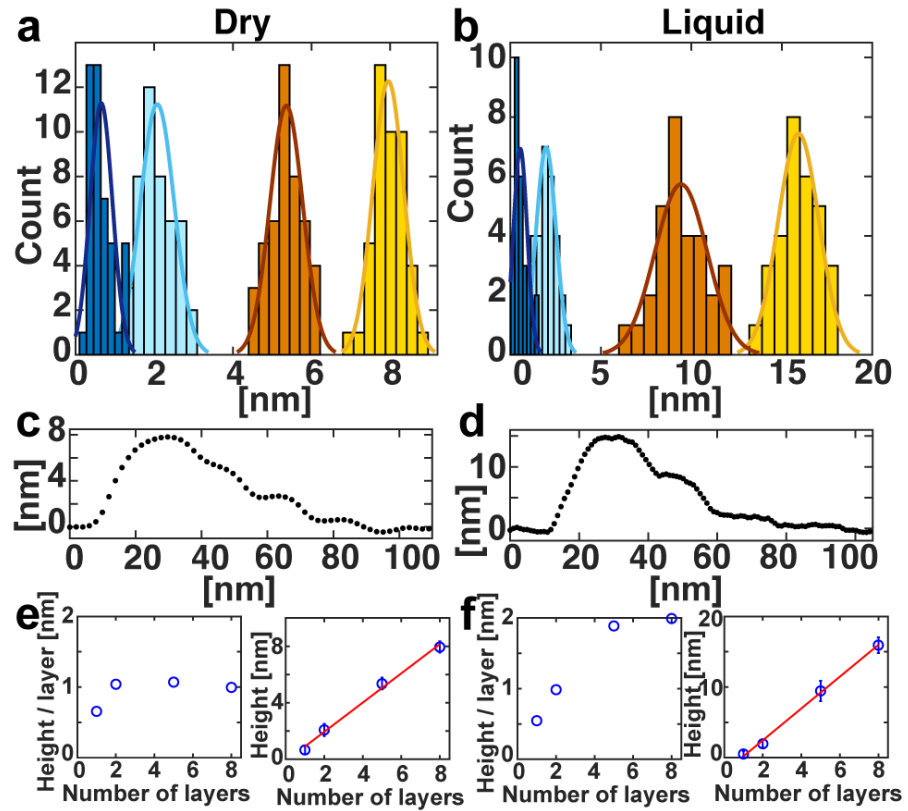 a Dry
b Liquid
Count
12
10
8
6
4
2
0
0 2 4 6 8
[nm]
Count
10
8
6
4
2
0
0 5 10 15 20
[nm]
c
[nm]
8
4
0
0 20 40 60 80 100
[nm]
d
[nm]
10
0
0 20 40 60 80 100
[nm]
e
Height / layer [nm]
2
1
0
0 2 4 6 8
Number of layers
Height [nm]
8
4
0
0 2 4 6 8
Number of layers
f
Height / layer [nm]
2
1
0
0 2 4 6 8
Number of layers
Height [nm]
20
10
0
0 2 4 6 8
Number of layers